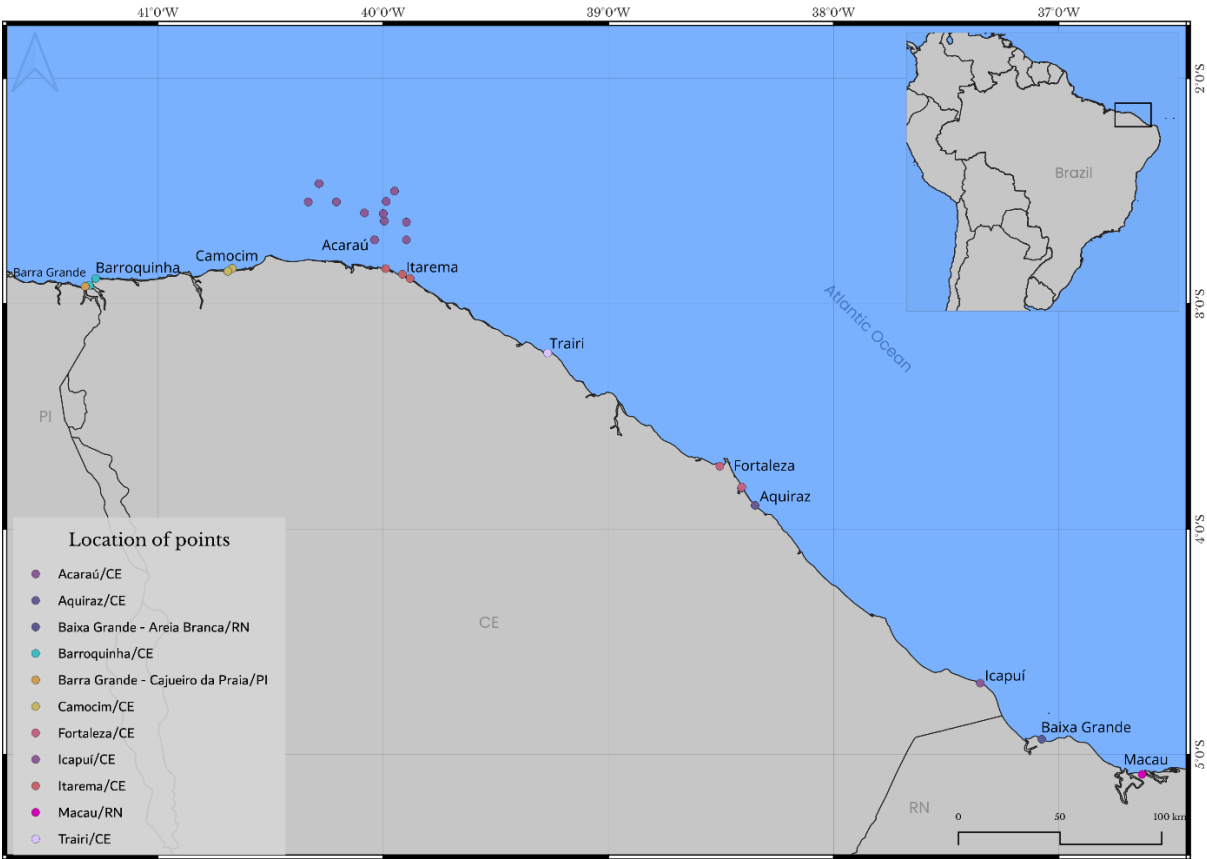 41°0'W
40°0'W
39°0'W
38°0'W
37°0'W
2°0'S
Brazil
Acaraú
Camocim
Itarema
Barra Grande
Barroquinha
Atlantic Ocean
3°0'S
Trairi
PI
Fortaleza
Aquiraz
4°0'S
Location of points
Acaraú/CE
Aquiraz/CE
Baixa Grande - Areia Branca/RN
Barroquinha/CE
Barra Grande - Cajueiro da Praia/PI
Camocim/CE
Fortaleza/CE
Icapuí/CE
Itarema/CE
Macau/RN
Trairi/CE
CE
Icapuí
Baixa Grande
Macau
5°0'S
RN
0
50
100 km